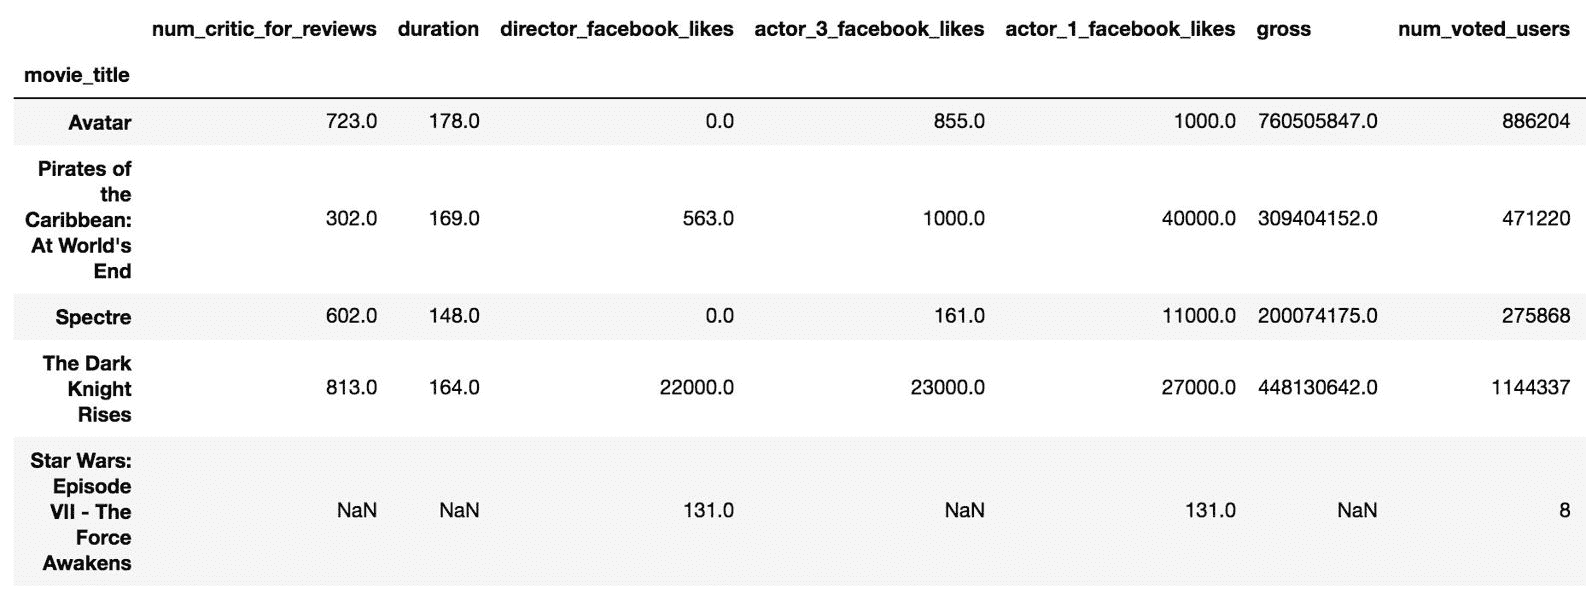 num_critic_for_reviews duration director_facebook_likes actor_3_facebook_likes actor_1_facebook_likes gross num_voted_users
movie_title
Avatar 723.0 178.0 0.0 855.0 1000.0 760505847.0 886204
Pirates of
the
Caribbean: 302.0 169.0 563.0 1000.0 40000.0 309404152.0 471220
At World's
End
Spectre 602.0 148.0 0.0 161.0 11000.0 200074175.0 275868
The Dark
Knight 813.0 164.0 22000.0 23000.0 27000.0 448130642.0 1144337
Rises
Star Wars:
Episode
VII - The NaN NaN 131.0 NaN 131.0 NaN 8
Force
Awakens